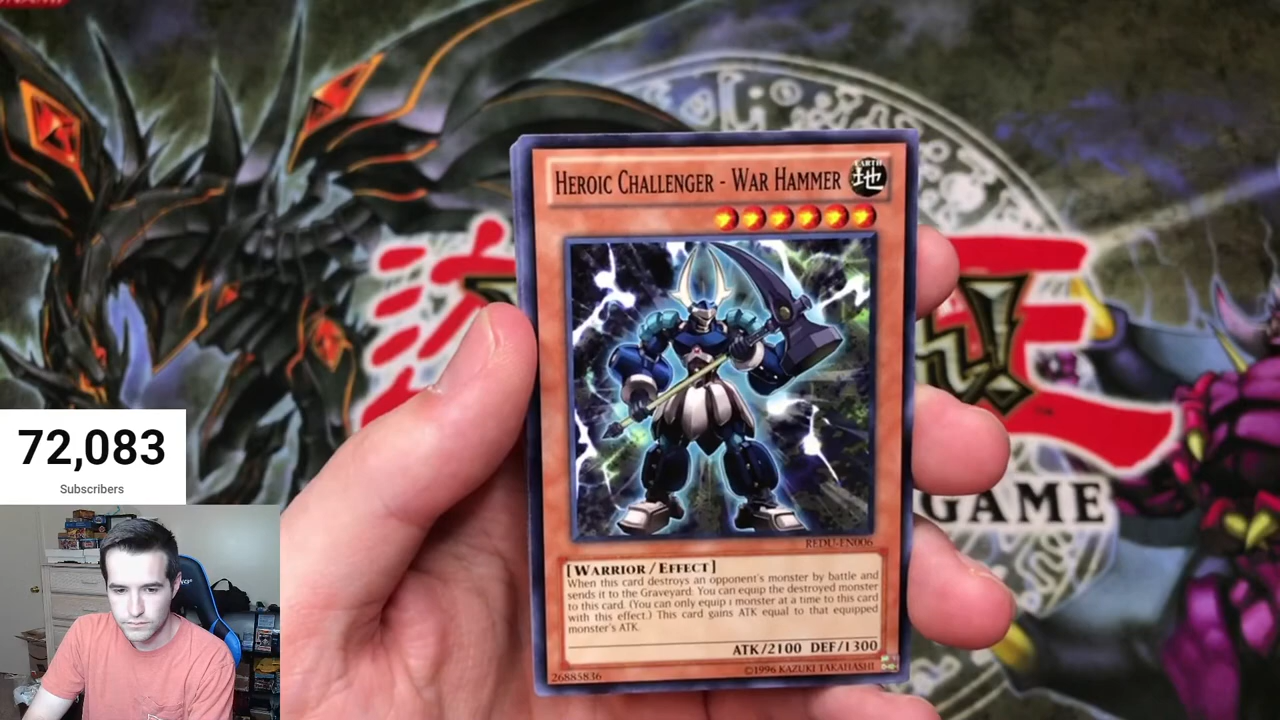 KONAMI
HEROIC CHALLENGER - WAR HAMMER
EARTH
地
REDU-EN006
[WARRIOR/EFFECT]
When this card destroys an opponent's monster by battle and
sends it to the Graveyard: You can equip the destroyed monster
to this card. (You can only equip 1 monster at a time to this card
with this effect.) This card gains ATK equal to that equipped
monster's ATK.
ATK/2100 DEF/1300
26885836
©1996 KAZUKI TAKAHASHI
GAME
72,083
Subscribers